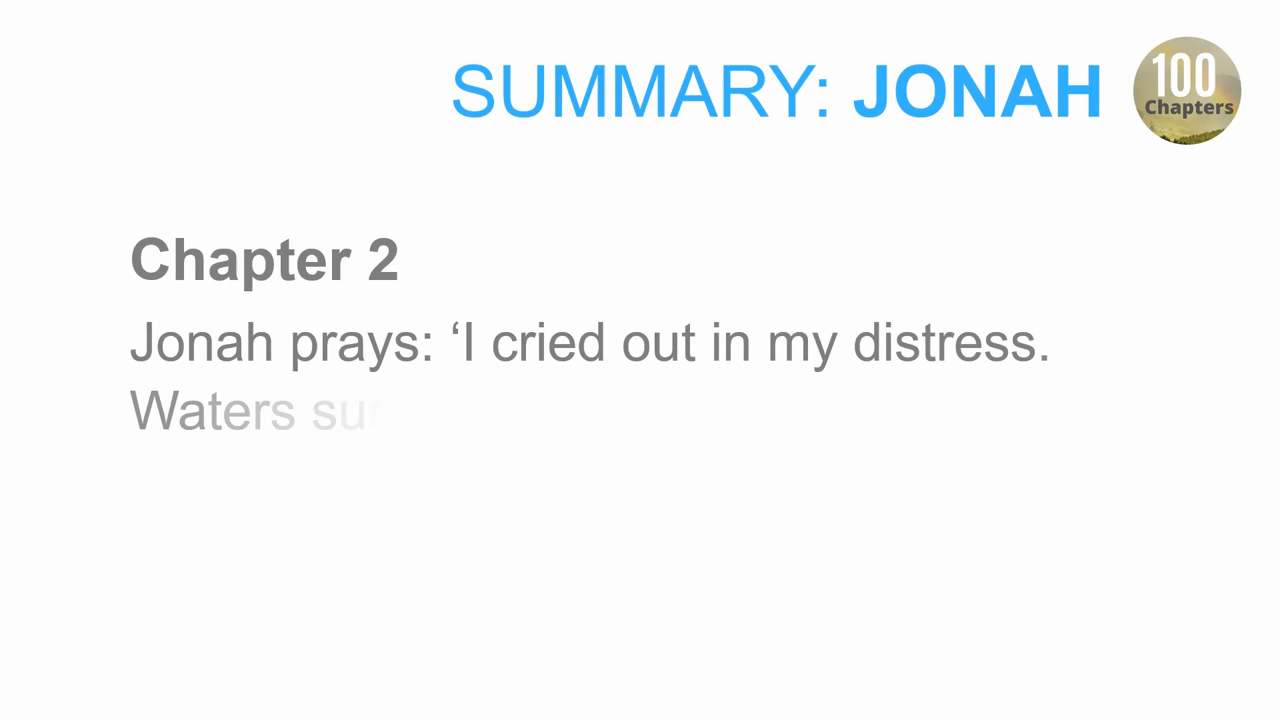 SUMMARY: JONAH
100
Chapters
Chapter 2
Jonah prays: ‘I cried out in my distress.
Waters